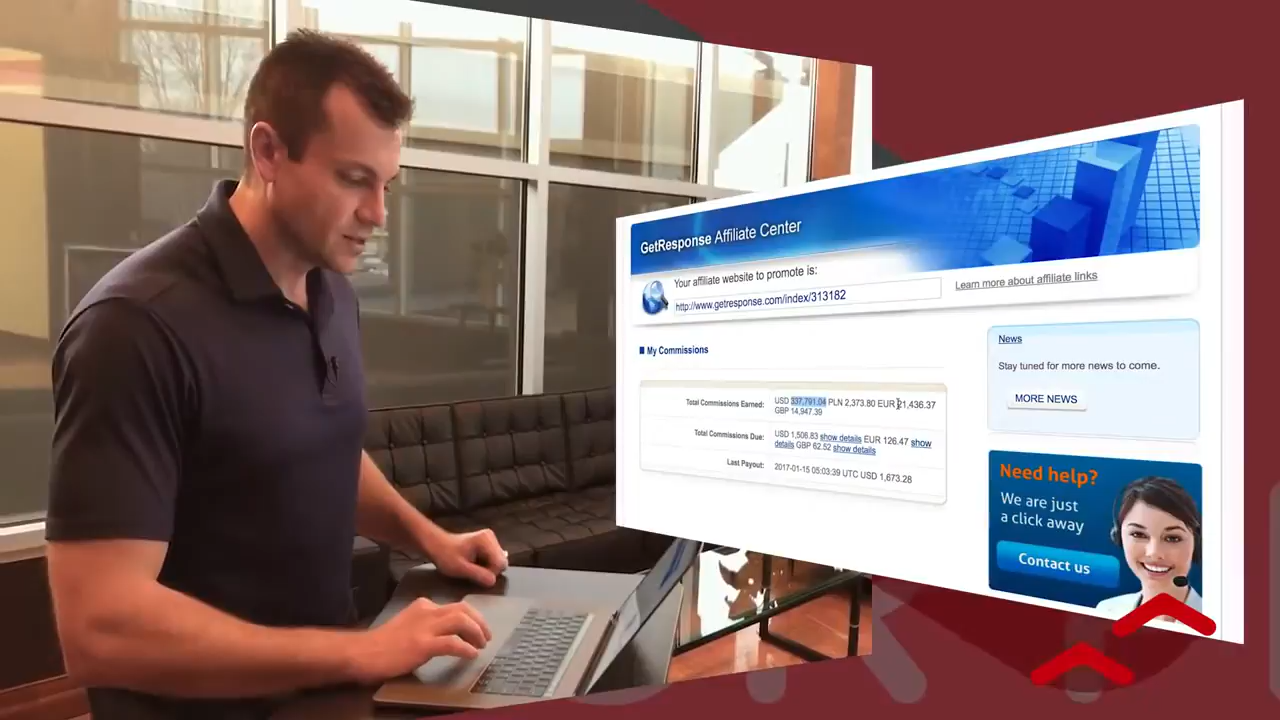 GetResponse Affiliate Center
Your affiliate website to promote is:
http://www.getresponse.com/index/313182
Learn more about affiliate links
My Commissions
Total Commissions Earned: USD 337,791.04 PLN 2,373.80 EUR 21,436.37
GBP 14,947.39
Total Commissions Due: USD 1,506.83 show details EUR 126.47 show
details GBP 62.52 show details
Last Payout: 2017-01-15 05:03:39 UTC USD 1,673.28
News
Stay tuned for more news to come.
MORE NEWS
Need help?
We are just
a click away
Contact us